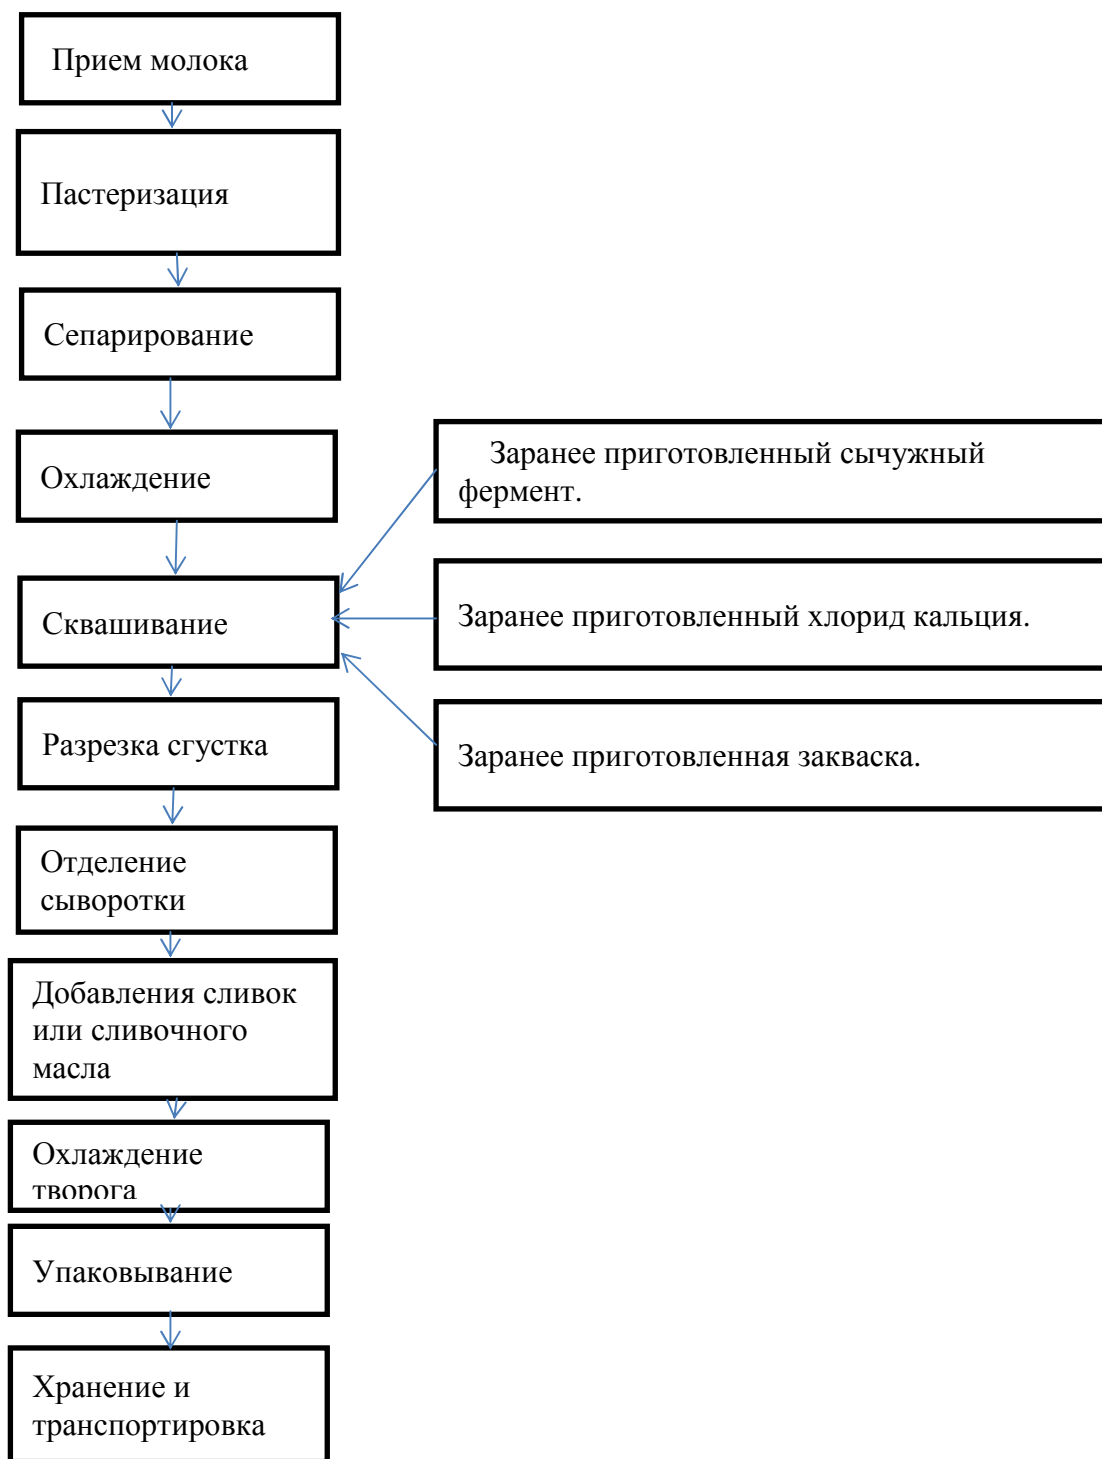 Прием молока
Пастеризация
Сепарирование
Охлаждение
Заранее приготовленный сычужный
фермент.
Сквашивание
Заранее приготовленный хлорид кальция.
Разрезка сгустка
Заранее приготовленная закваска.
Отделение
сыворотки
Добавления сливок
или сливочного
масла
Охлаждение
творога
Упаковывание
Хранение и
транспортировка